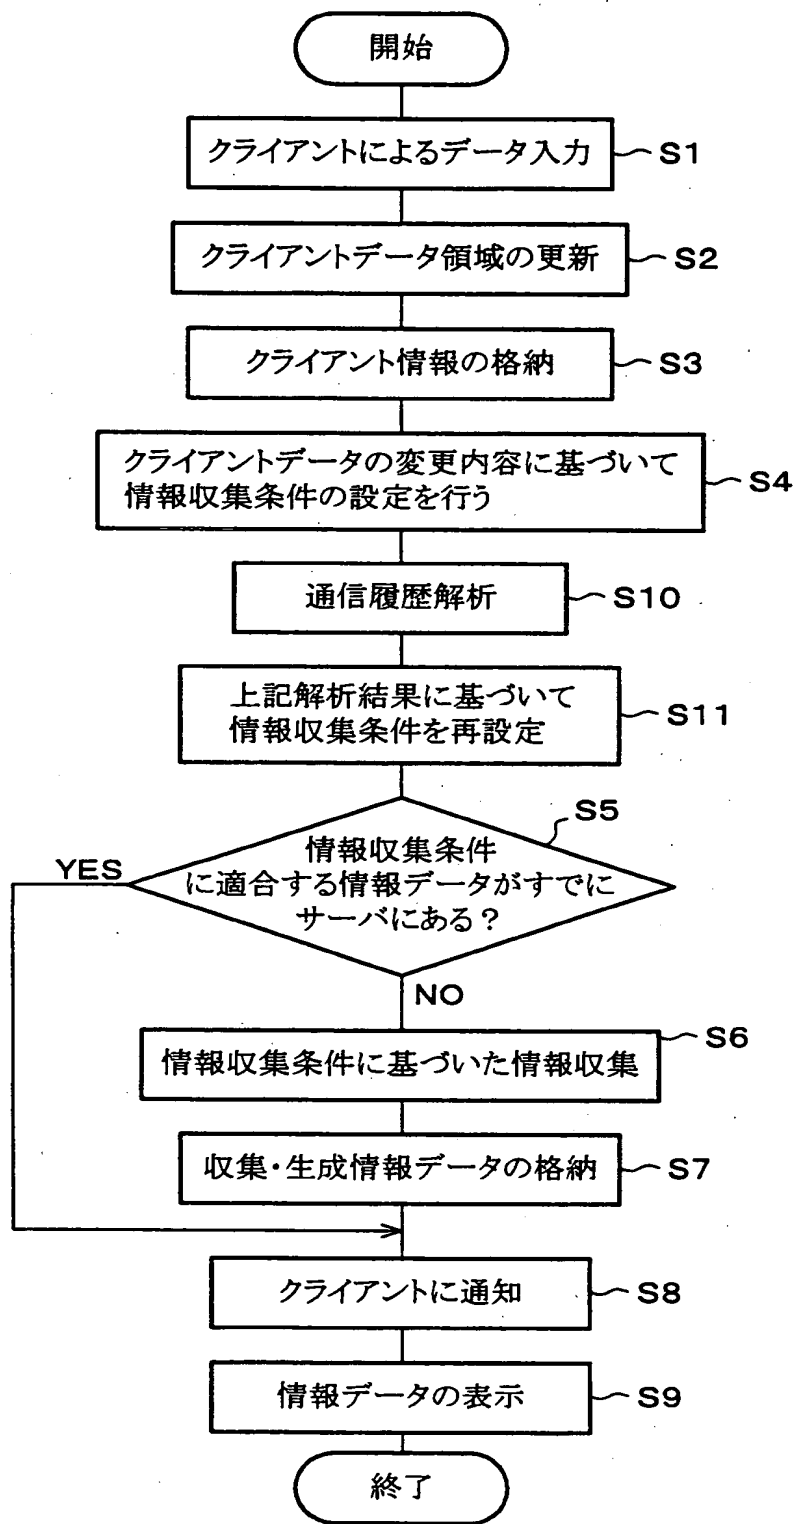 開始
クライアントによるデータ入力 S1
クライアントデータ領域の更新 S2
クライアント情報の格納 S3
クライアントデータの変更内容に基づいて
情報収集条件の設定を行う
S4
通信履歴解析 S10
上記解析結果に基づいて
情報収集条件を再設定
S11
S5
情報収集条件
に適合する情報データがすでに
サーバにある?
YES
NO
情報収集条件に基づいた情報収集 S6
収集・生成情報データの格納 S7
クライアントに通知 S8
情報データの表示 S9
終了